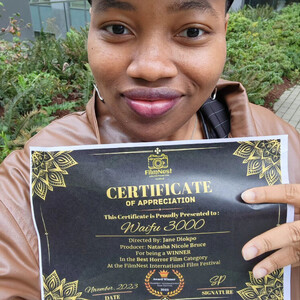 FilmNest
CERTIFICATE
OF APPRECIATION
This Certificate is Proudly Presented to :
Waifu 3000
Directed By: Jane Dlokpo
Producer: Natasha Nicole Bruce
For being a WINNER
In the Best Horror Film Category
At the FilmNest International Film Festival
November, 2023
DATE
SIGNATURE